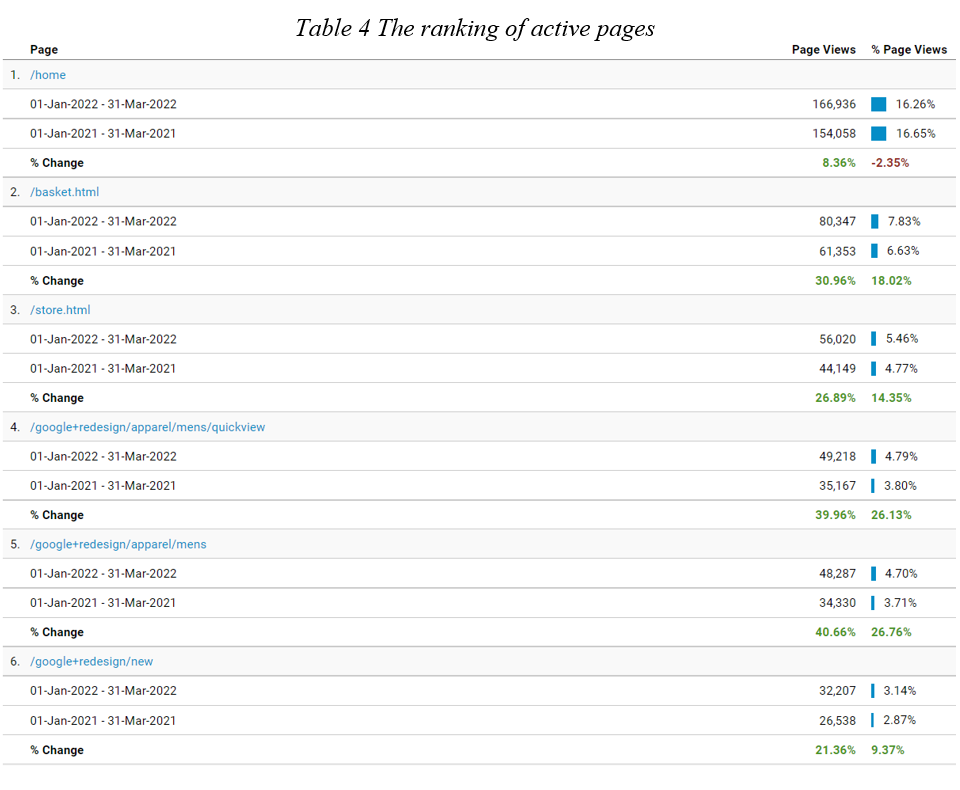 Table 4 The ranking of active pages
Page Page Views % Page Views
1. /home
01-Jan-2022 - 31-Mar-2022 166,936 16.26%
01-Jan-2021 - 31-Mar-2021 154,058 16.65%
% Change 8.36% -2.35%
2. /basket.html
01-Jan-2022 - 31-Mar-2022 80,347 7.83%
01-Jan-2021 - 31-Mar-2021 61,353 6.63%
% Change 30.96% 18.02%
3. /store.html
01-Jan-2022 - 31-Mar-2022 56,020 5.46%
01-Jan-2021 - 31-Mar-2021 44,149 4.77%
% Change 26.89% 14.35%
4. /google+redesign/apparel/mens/quickview
01-Jan-2022 - 31-Mar-2022 49,218 4.79%
01-Jan-2021 - 31-Mar-2021 35,167 3.80%
% Change 39.96% 26.13%
5. /google+redesign/apparel/mens
01-Jan-2022 - 31-Mar-2022 48,287 4.70%
01-Jan-2021 - 31-Mar-2021 34,330 3.71%
% Change 40.66% 26.76%
6. /google+redesign/new
01-Jan-2022 - 31-Mar-2022 32,207 3.14%
01-Jan-2021 - 31-Mar-2021 26,538 2.87%
% Change 21.36% 9.37%